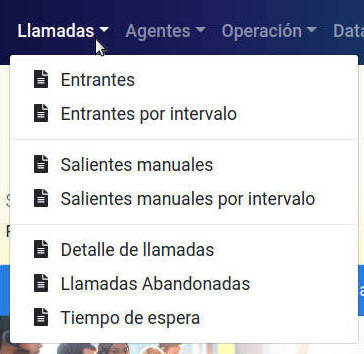 Llamadas Agentes Operación
Entrantes
Entrantes por intervalo
Salientes manuales
Salientes manuales por intervalo
Detalle de llamadas
Llamadas Abandonadas
Tiempo de espera